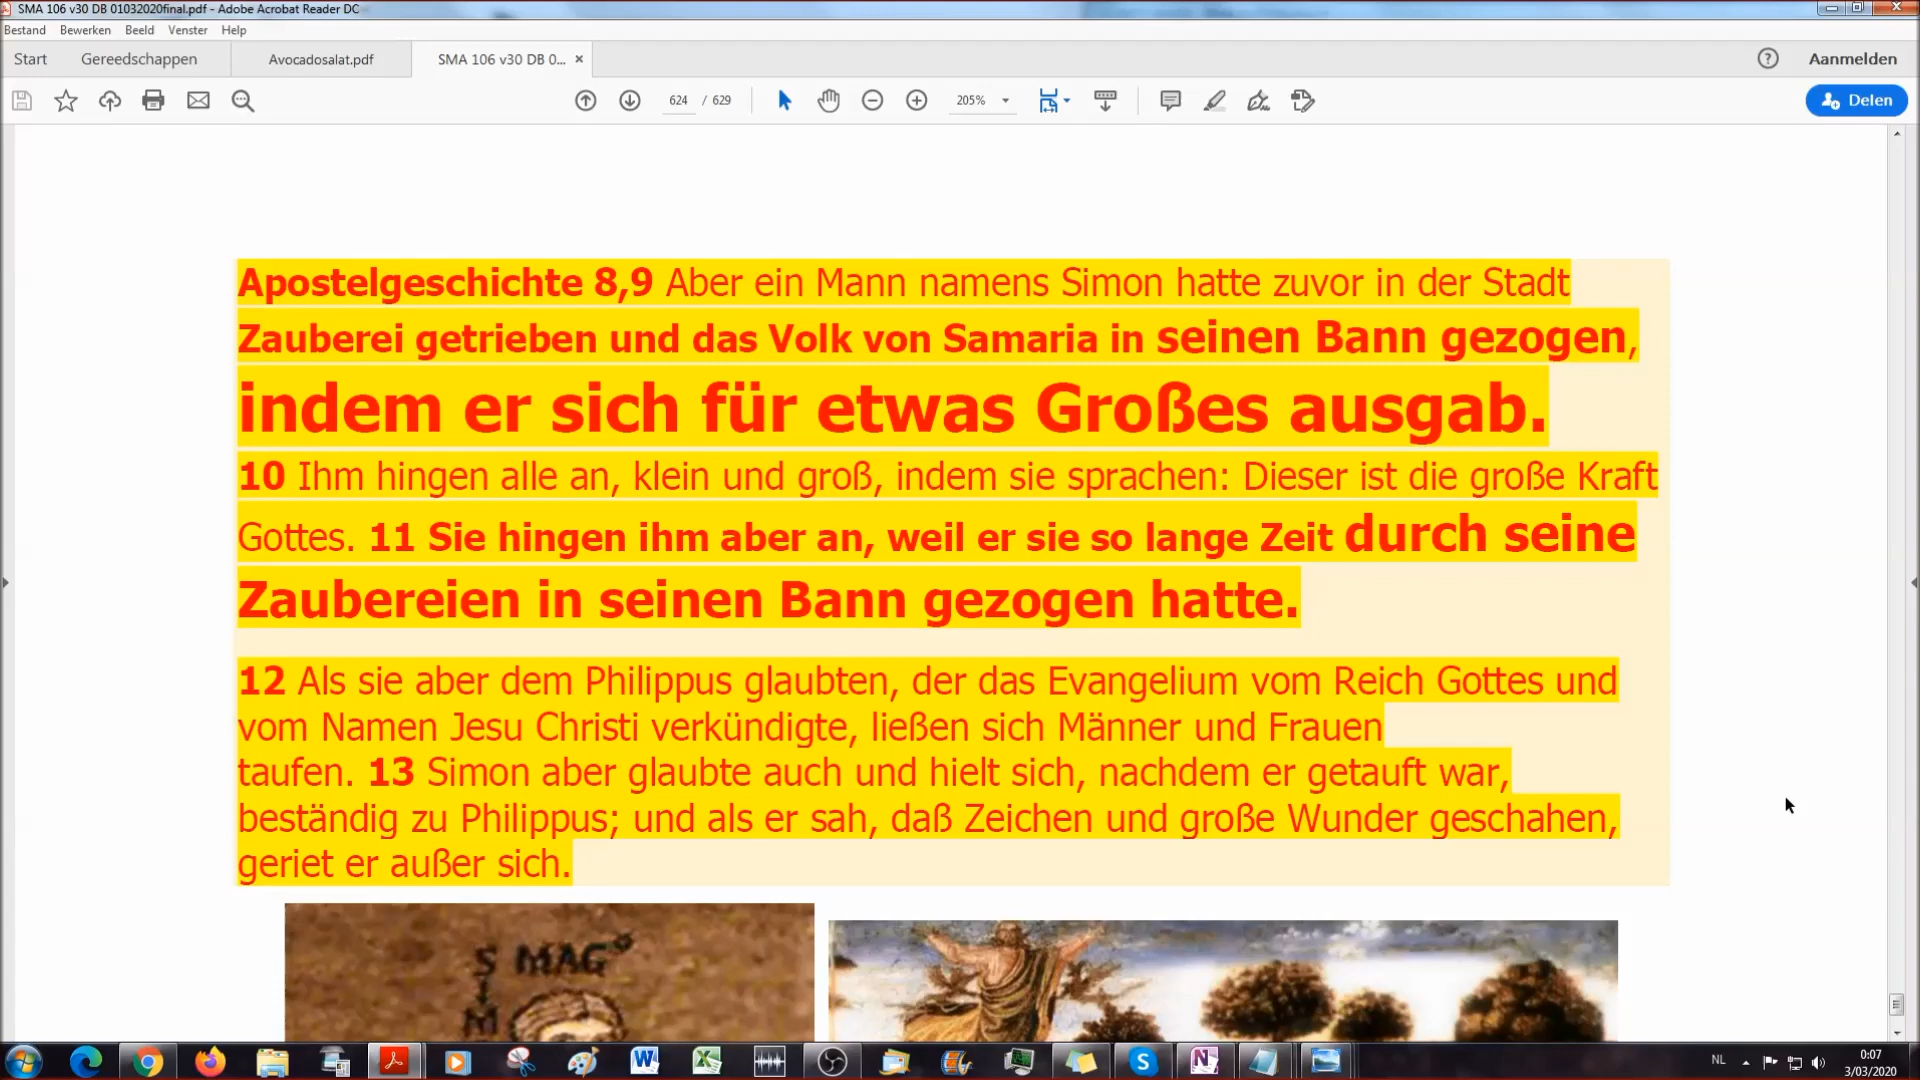 SMA 106 v30 DB 01032020final.pdf - Adobe Acrobat Reader DC
Bestand Bewerken Beeld Venster Help
Start Gereedschappen Avocadosalat.pdf SMA 106 v30 DB 0... × Aanmelden
624 / 629 205% Delen
Apostelgeschichte 8,9 Aber ein Mann namens Simon hatte zuvor in der Stadt
Zauberei getrieben und das Volk von Samaria in seinen Bann gezogen,
indem er sich für etwas Großes ausgab.
10 Ihm hingen alle an, klein und groß, indem sie sprachen: Dieser ist die große Kraft
Gottes. 11 Sie hingen ihm aber an, weil er sie so lange Zeit durch seine
Zaubereien in seinen Bann gezogen hatte.
12 Als sie aber dem Philippus glaubten, der das Evangelium vom Reich Gottes und
vom Namen Jesu Christi verkündigte, ließen sich Männer und Frauen
taufen. 13 Simon aber glaubte auch und hielt sich, nachdem er getauft war,
beständig zu Philippus; und als er sah, daß Zeichen und große Wunder geschahen,
geriet er außer sich.
S MAG
I
M
NL 0:07
3/03/2020